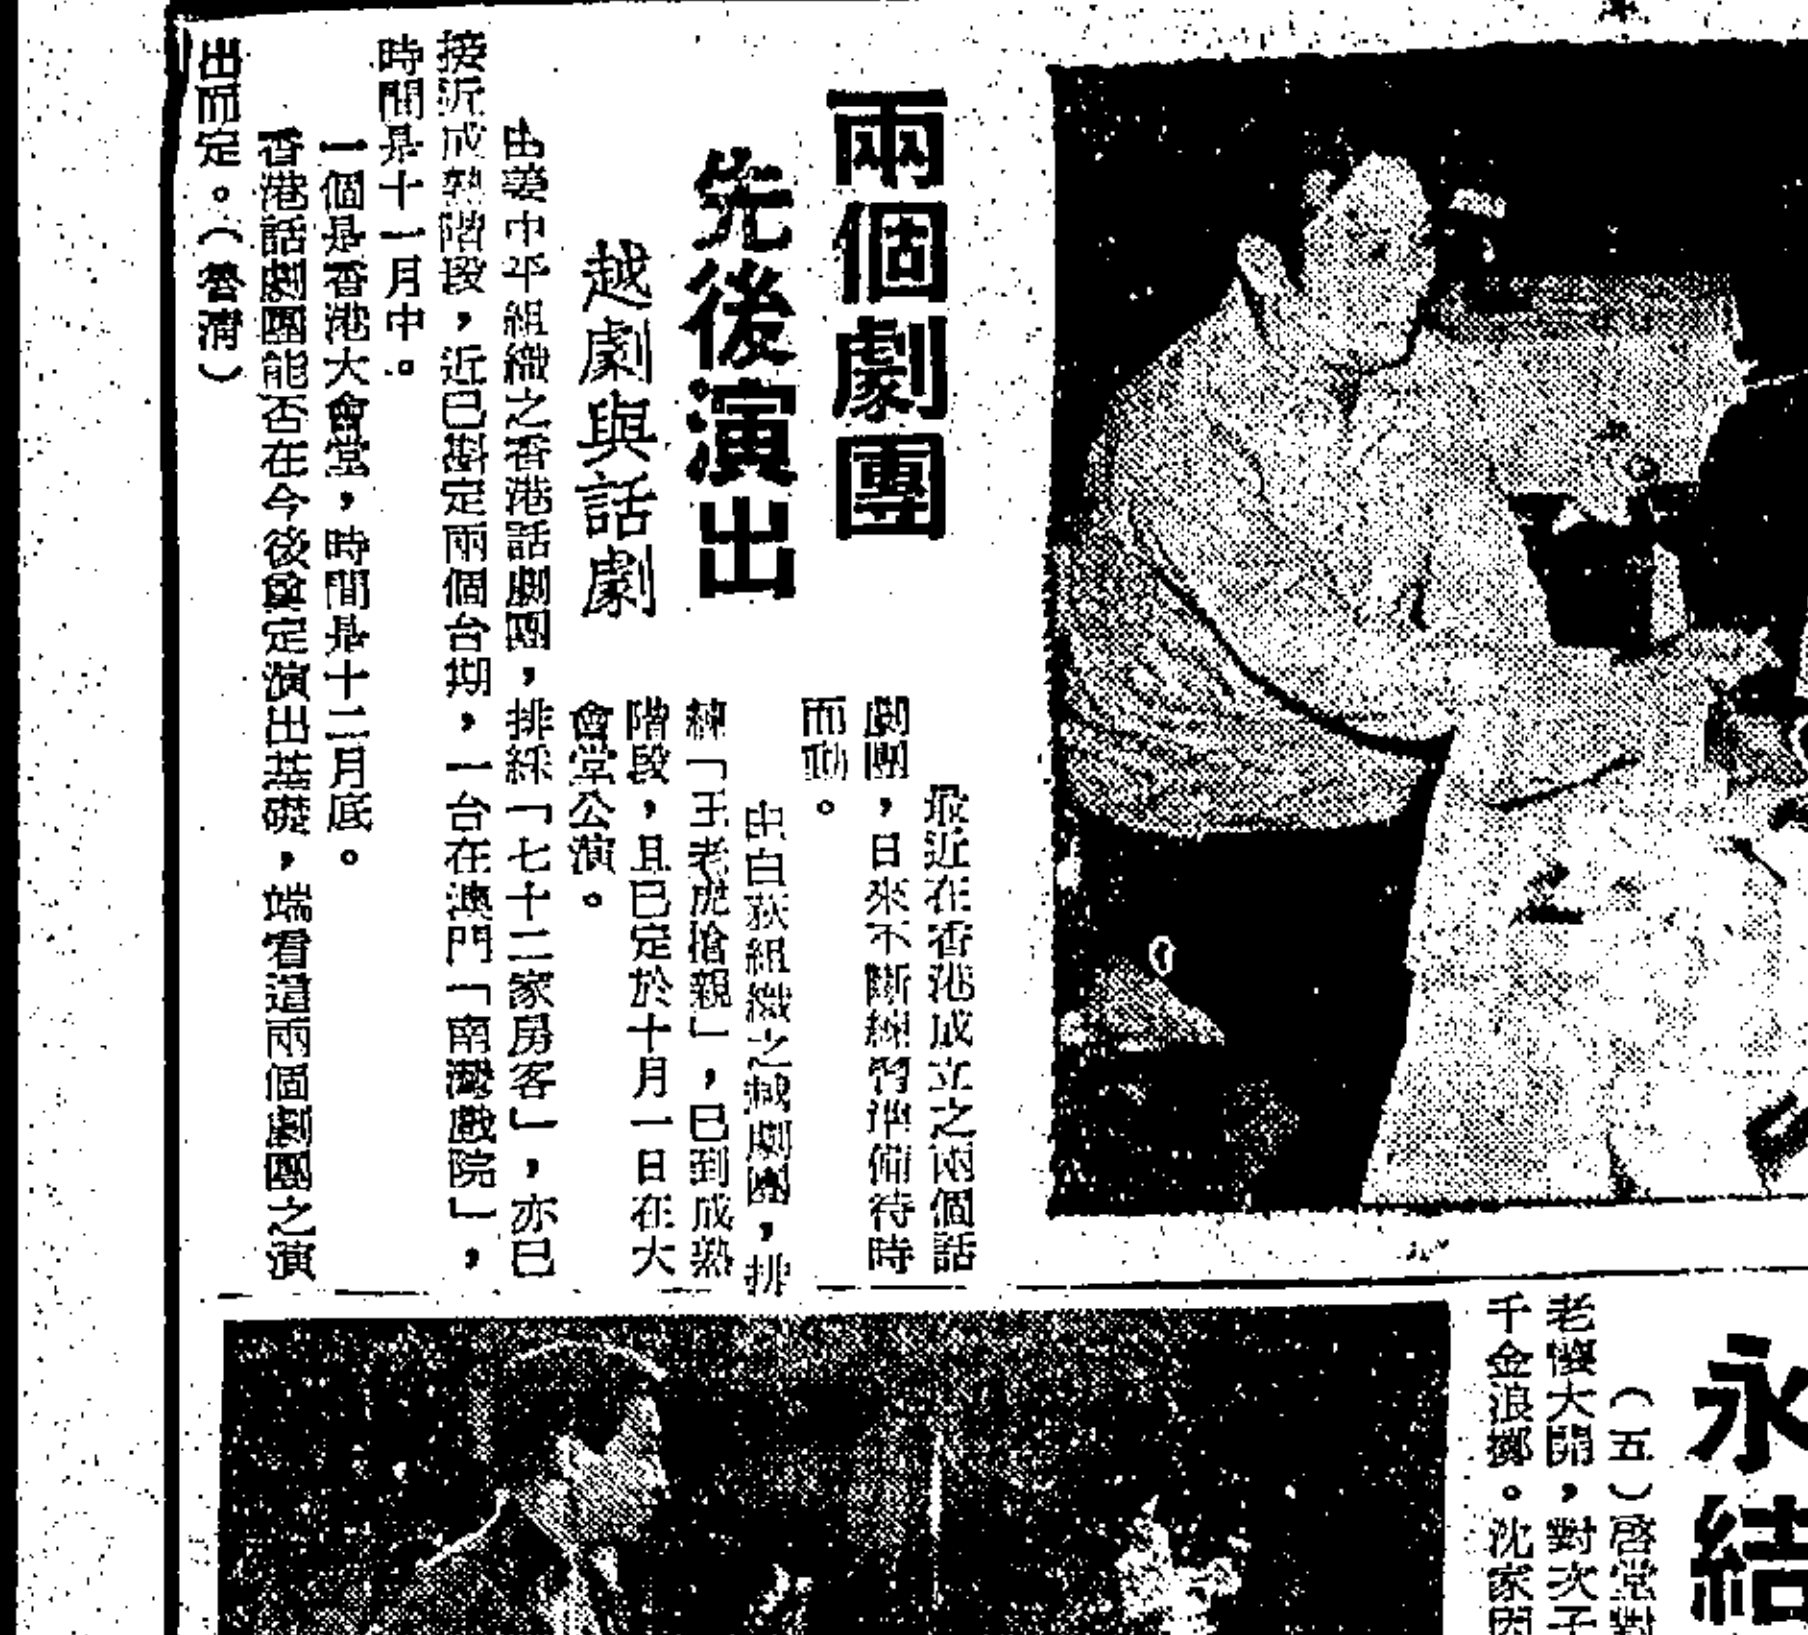 兩個劇團
先後演出
越劇與話劇
最近在香港成立之兩個話
劇團，日來不斷練習準備待時
而動。
由白荻組織之越劇團，排
練「王老虎搶親」，已到成熟
階段，且已定於十月一日在大
會堂公演。
由姜中平組織之香港話劇團，排練「七十二家房客」，亦已
接近成熟階段，近已斟定兩個台期，一台在澳門「南灣戲院」，
時間是十一月中。
一個是香港大會堂，時間是十二月底。
香港話劇團能否在今後奠定演出基礎，端看這兩個劇團之演
出而定。（清）
永結
（五）啓堂對
老懷大開，對次子
千金浪擲。沈家因